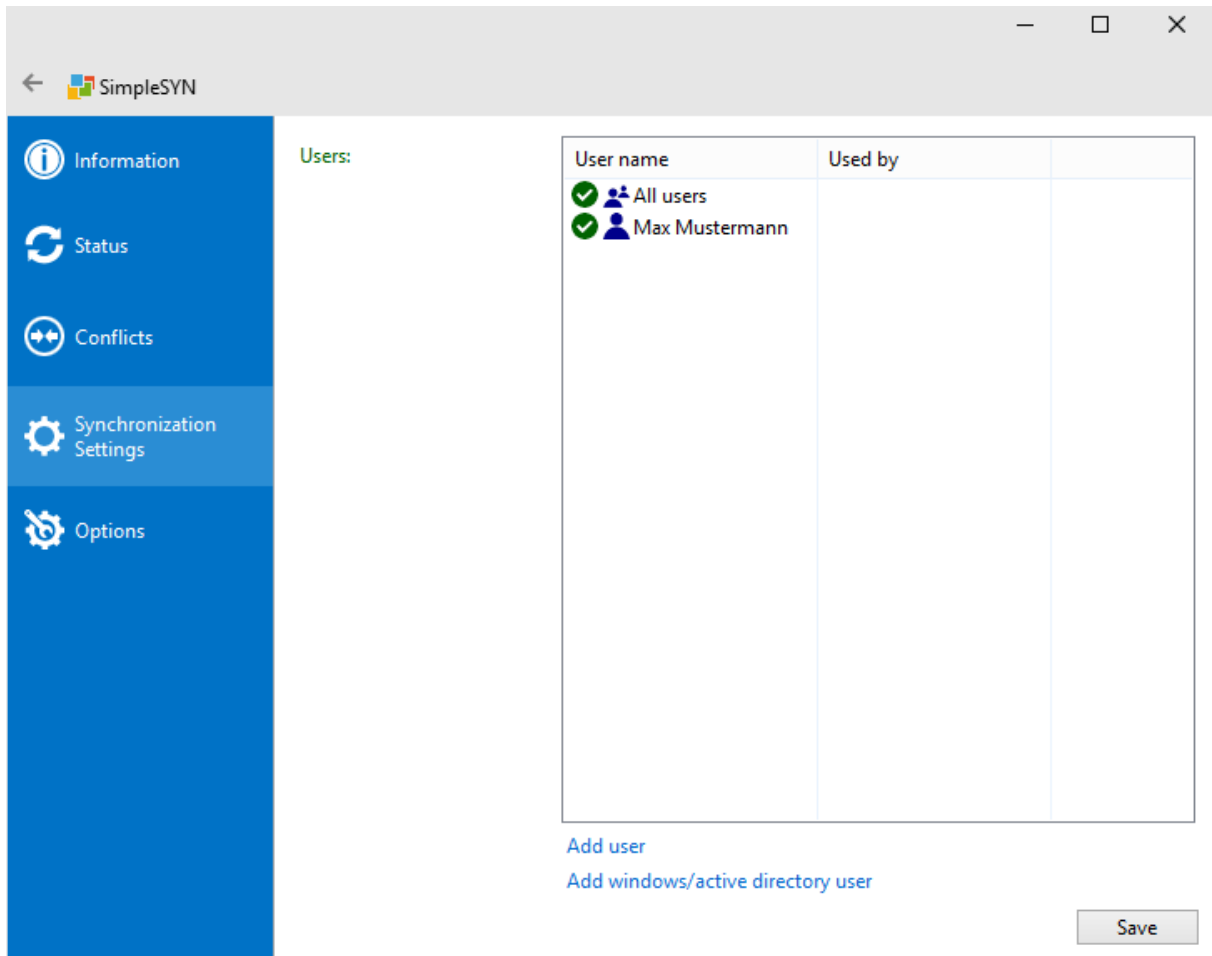 SimpleSYN
Information
Status
Conflicts
Synchronization
Settings
Options
Users:
User name Used by
All users
Max Mustermann
Add user
Add windows/active directory user
Save